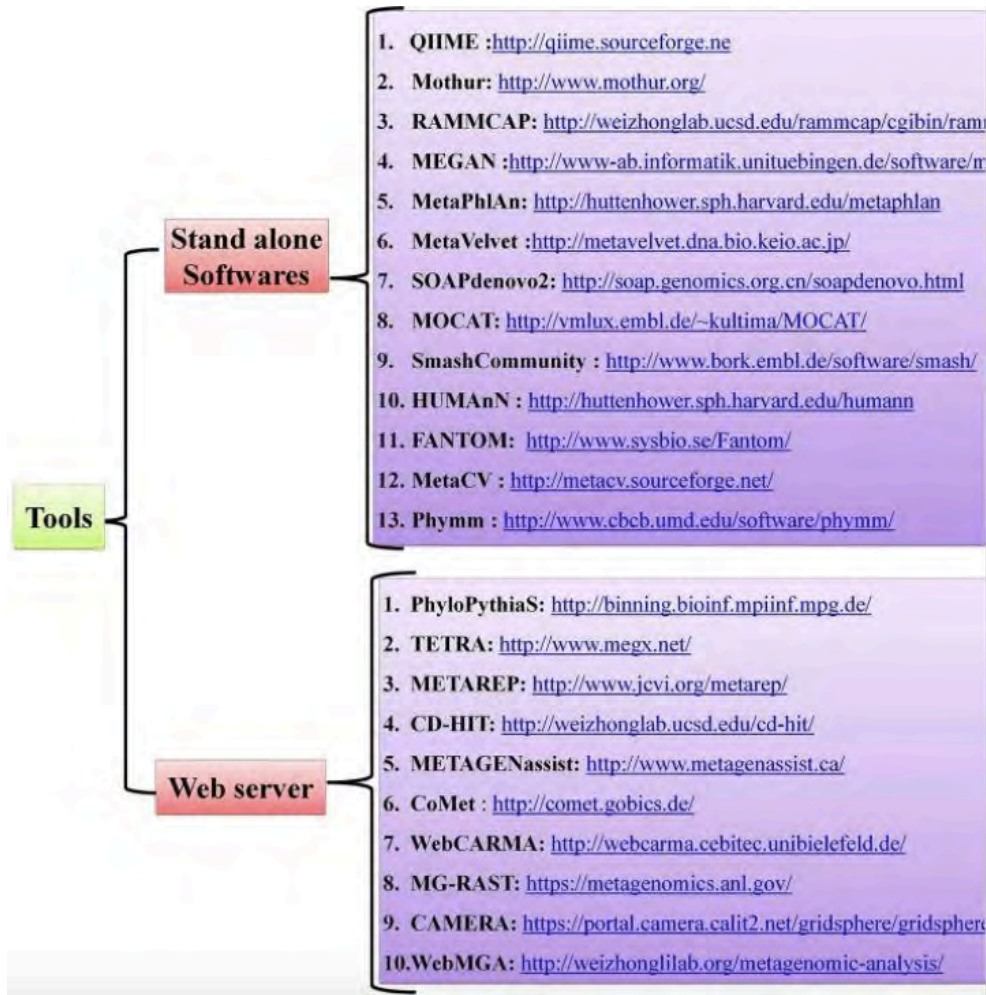 Tools
Stand alone
Softwares
1. QIIME :http://qiime.sourceforge.ne
2. Mothur: http://www.mothur.org/
3. RAMMCAP: http://weizhonglab.ucsd.edu/rammcap/cgibin/ram
4. MEGAN :http://www-ab.informatik.unituebingen.de/software/m
5. MetaPhlAn: http://huttenhower.sph.harvard.edu/metaphlan
6. MetaVelvet :http://metavelvet.dna.bio.keio.ac.jp/
7. SOAPdenovo2: http://soap.genomics.org.cn/soapdenovo.html
8. MOCAT: http://vmlux.embl.de/~kultima/MOCAT/
9. SmashCommunity : http://www.bork.embl.de/software/smash/
10. HUMAnN : http://huttenhower.sph.harvard.edu/humann
11. FANTOM: http://www.sysbio.se/Fantom/
12. MetaCV : http://metacv.sourceforge.net/
13. Phymm : http://www.cbcb.umd.edu/software/phymm/
Web server
1. PhyloPythiaS: http://binning.bioinf.mpiinf.mpg.de/
2. TETRA: http://www.megx.net/
3. METAREP: http://www.jcvi.org/metarep/
4. CD-HIT: http://weizhonglab.ucsd.edu/cd-hit/
5. METAGENassist: http://www.metagenassist.ca/
6. CoMet : http://comet.gobics.de/
7. WebCARMA: http://webcarma.cebitec.unibielefeld.de/
8. MG-RAST: https://metagenomics.anl.gov/
9. CAMERA: https://portal.camera.calit2.net/gridsphere/gridsphere
10.WebMGA: http://weizhonglilab.org/metagenomic-analysis/